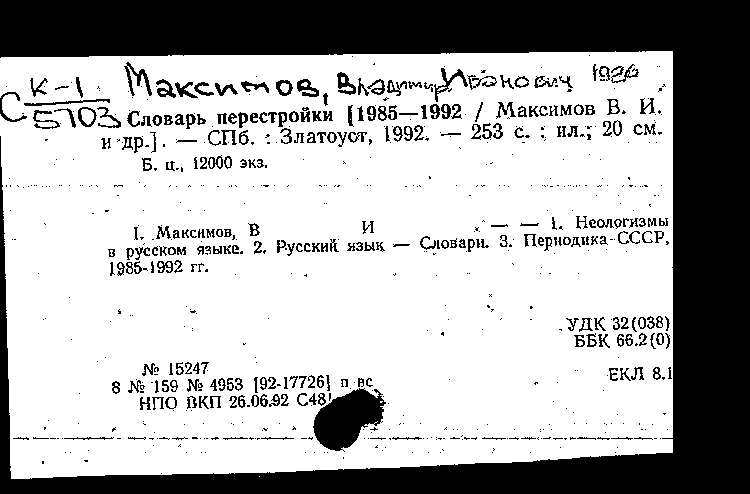 К-1 Максимов, Владимир Иванович
С 5703 Словарь перестройки [1985—1992 / Максимов В. И.
и др.]. — СПб. : Златоуст, 1992. — 253 с. : ил.; 20 см.
Б. ц., 12000 экз.
I. Максимов, В И . — — 1. Неологизмы
в русском языке. 2. Русский язык — Словари. 3. Периодика-СССР,
1985-1992 гг.
УДК 32(038)
ББК 66.2(0)
№ 15247
8 № 159 № 4953 [92-17726] п вс
ЕКЛ 8.1
НПО ВКП 26.06.92 С48